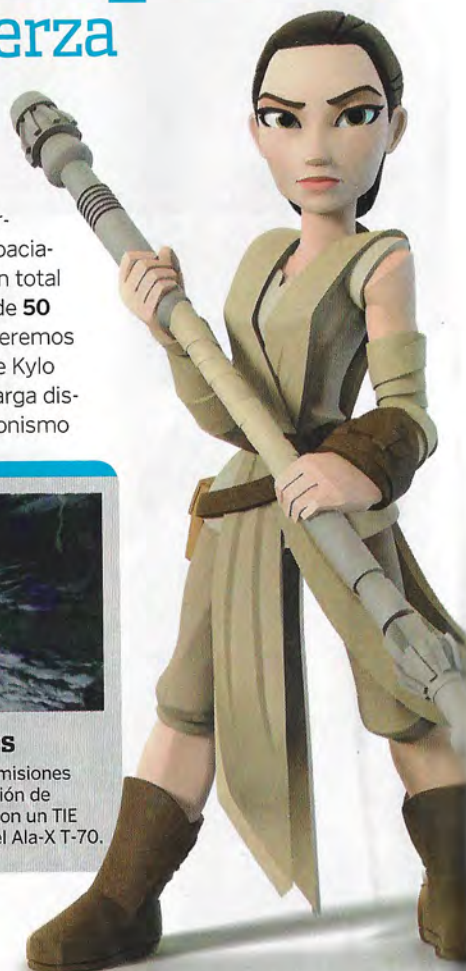 erza
r-
pacia-
n total
de 50
eremos
e Kylo
arga dis-
onismo
s
misiones
ión de
on un TIE
el Ala-X T-70.